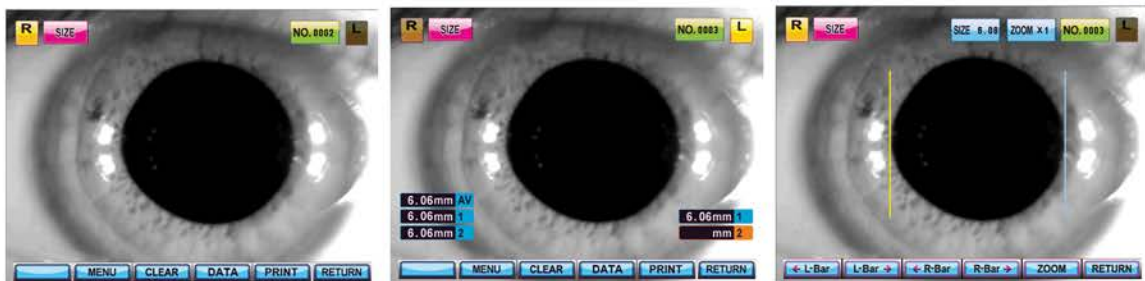 R SIZE NO.0002 L
MENU CLEAR DATA PRINT RETURN
R SIZE NO.0003 L
6.06mm AV
6.06mm 1 6.06mm 1
6.06mm 2 mm 2
MENU CLEAR DATA PRINT RETURN
R SIZE SIZE 6.08 ZOOM X1 NO.0003 L
← L-Bar L-Bar → ← R-Bar R-Bar → ZOOM RETURN